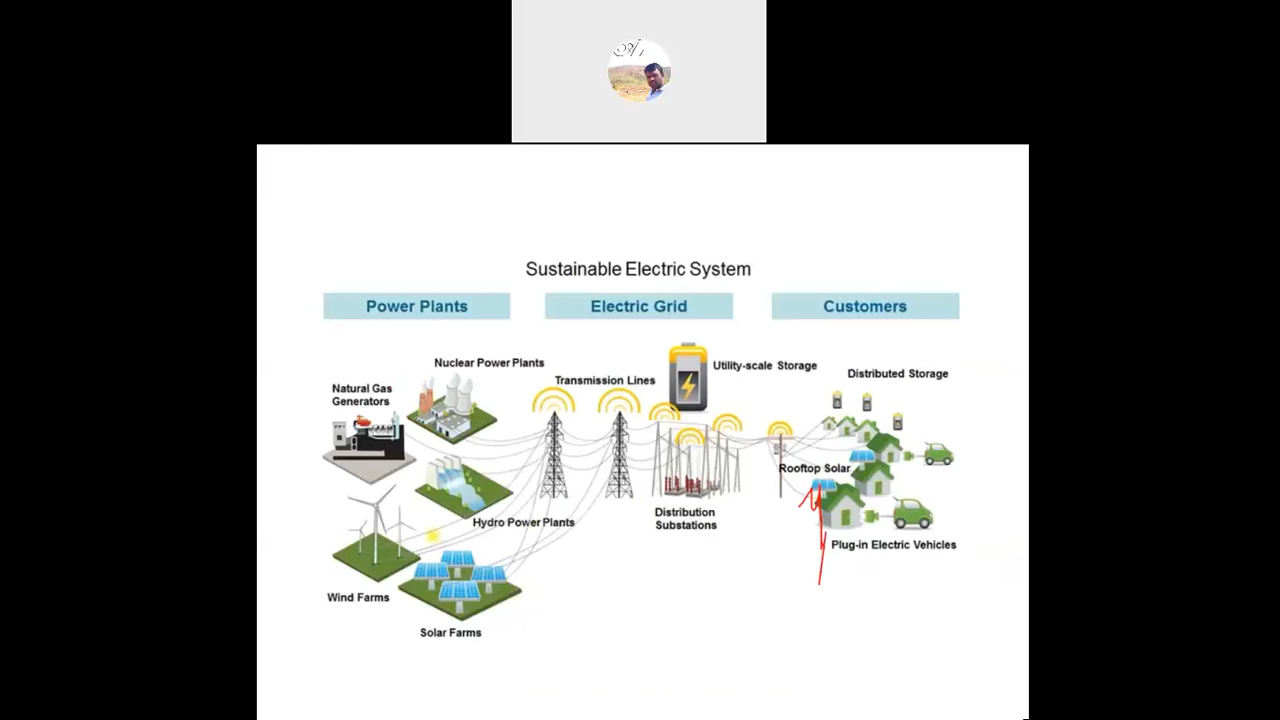 Sustainable Electric System
Power Plants
Electric Grid
Customers
Nuclear Power Plants
Natural Gas
Generators
Transmission Lines
Utility-scale Storage
Distributed Storage
Rooftop Solar
Hydro Power Plants
Distribution
Substations
Plug-in Electric Vehicles
Wind Farms
Solar Farms